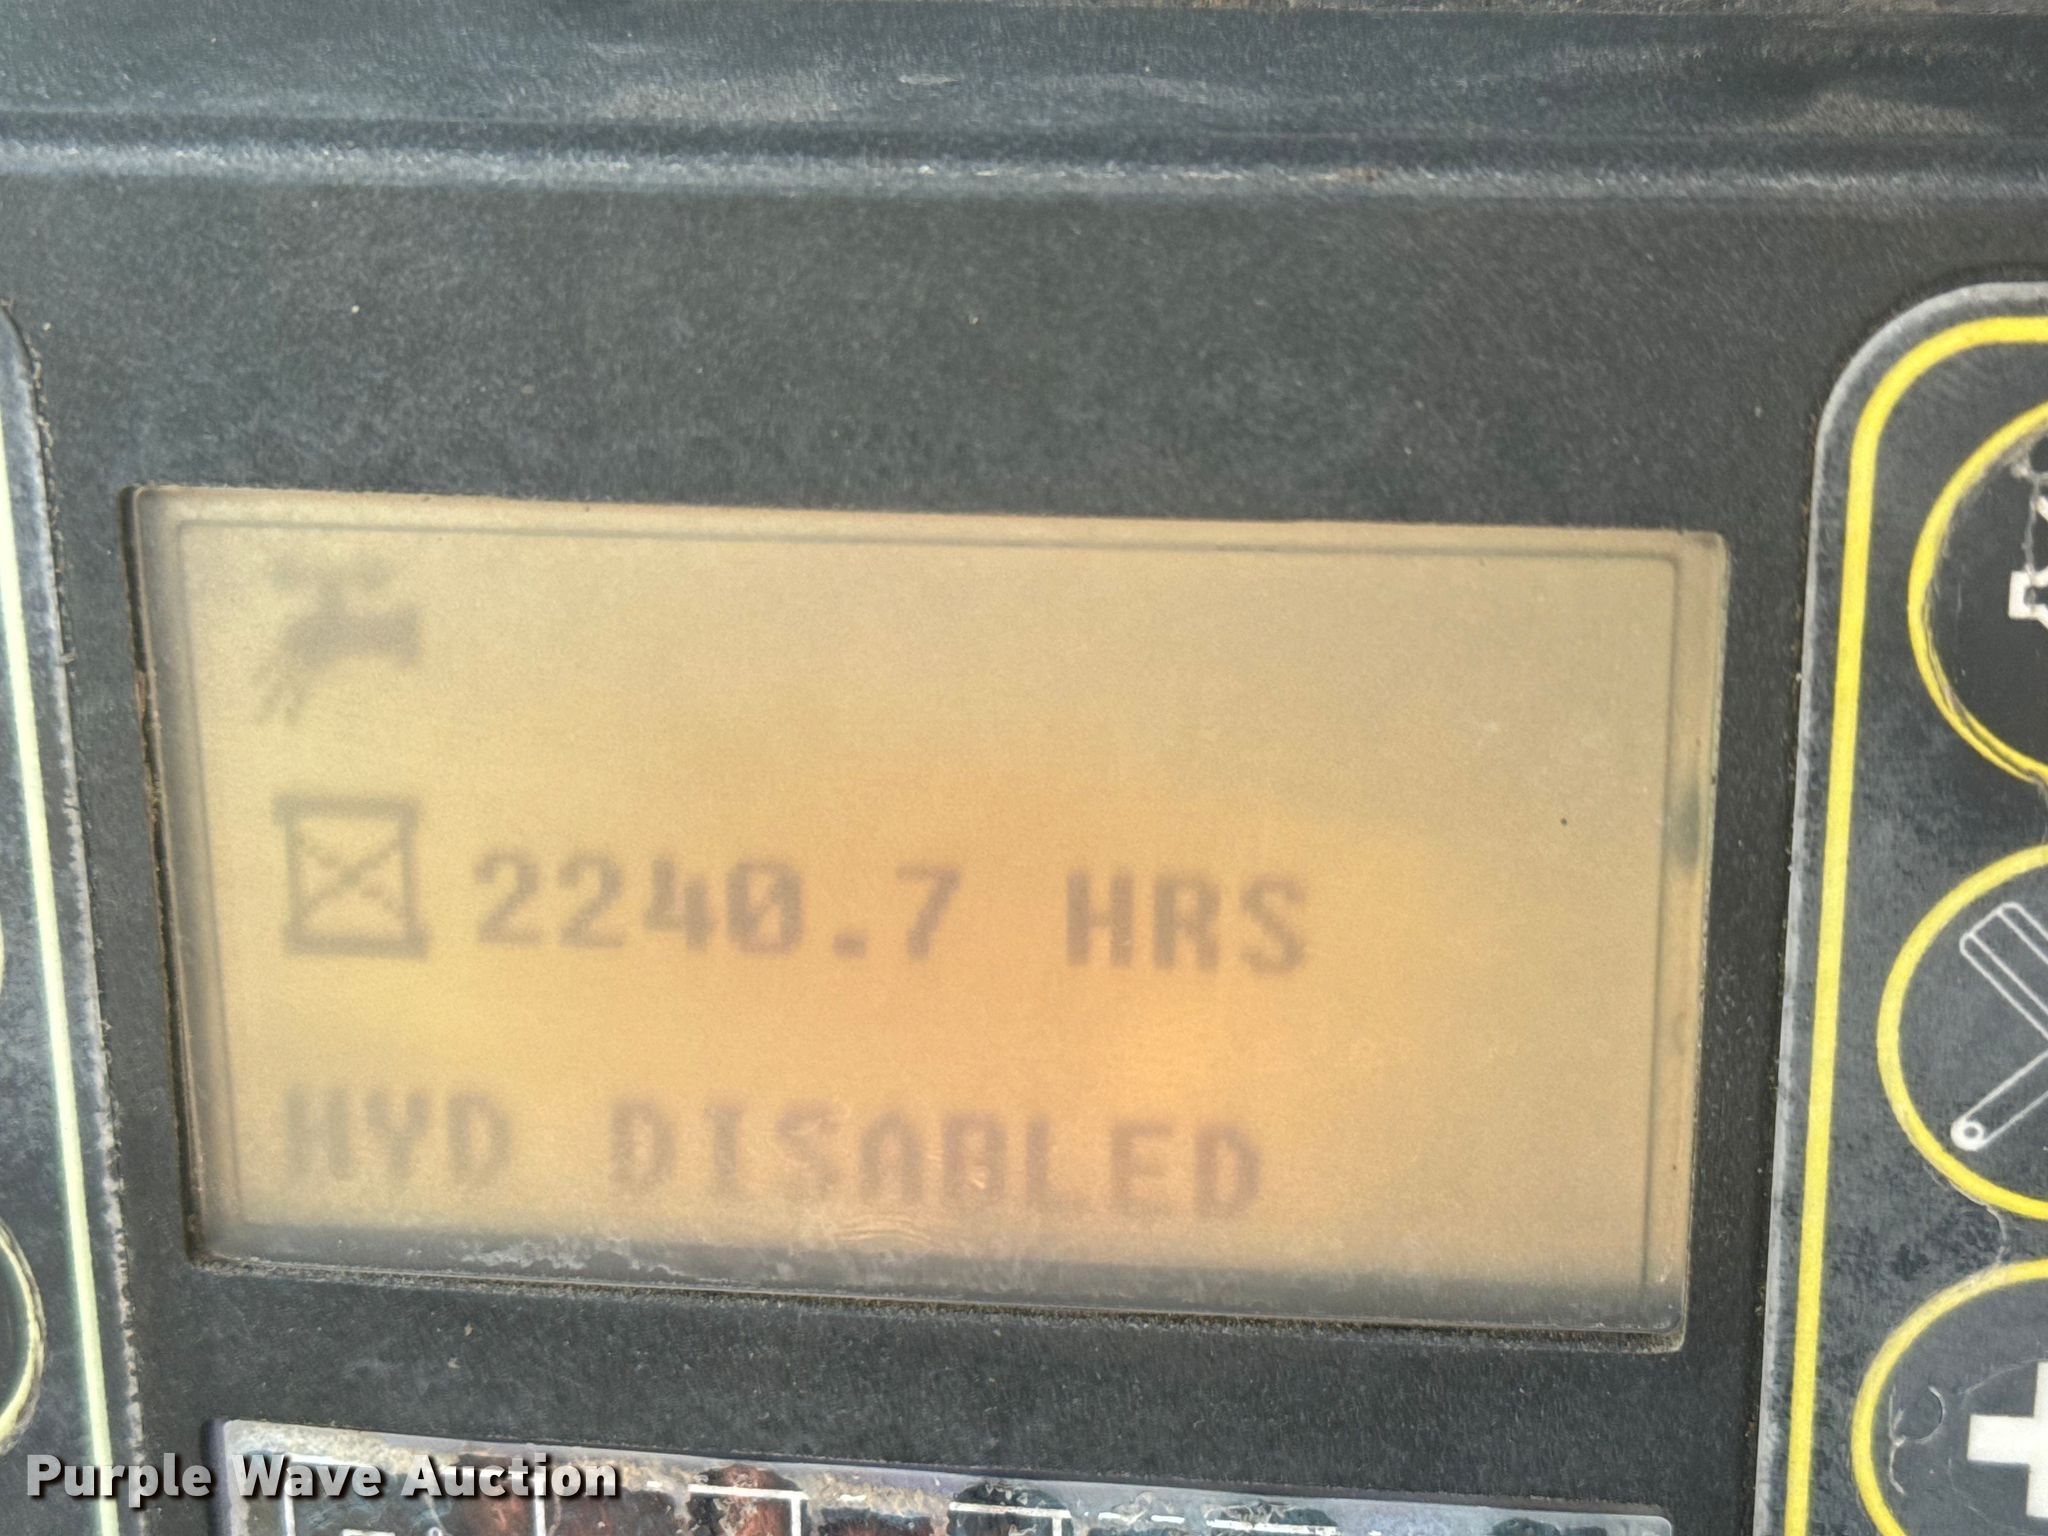 2240.7 HRS
HYD DISABLED
Purple Wave Auction